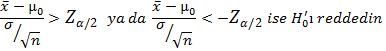 (x̄ − μ₀)/(σ/√n) > Z_{α/2} ya da (x̄ − μ₀)/(σ/√n) < −Z_{α/2} ise H₀'ı reddedin